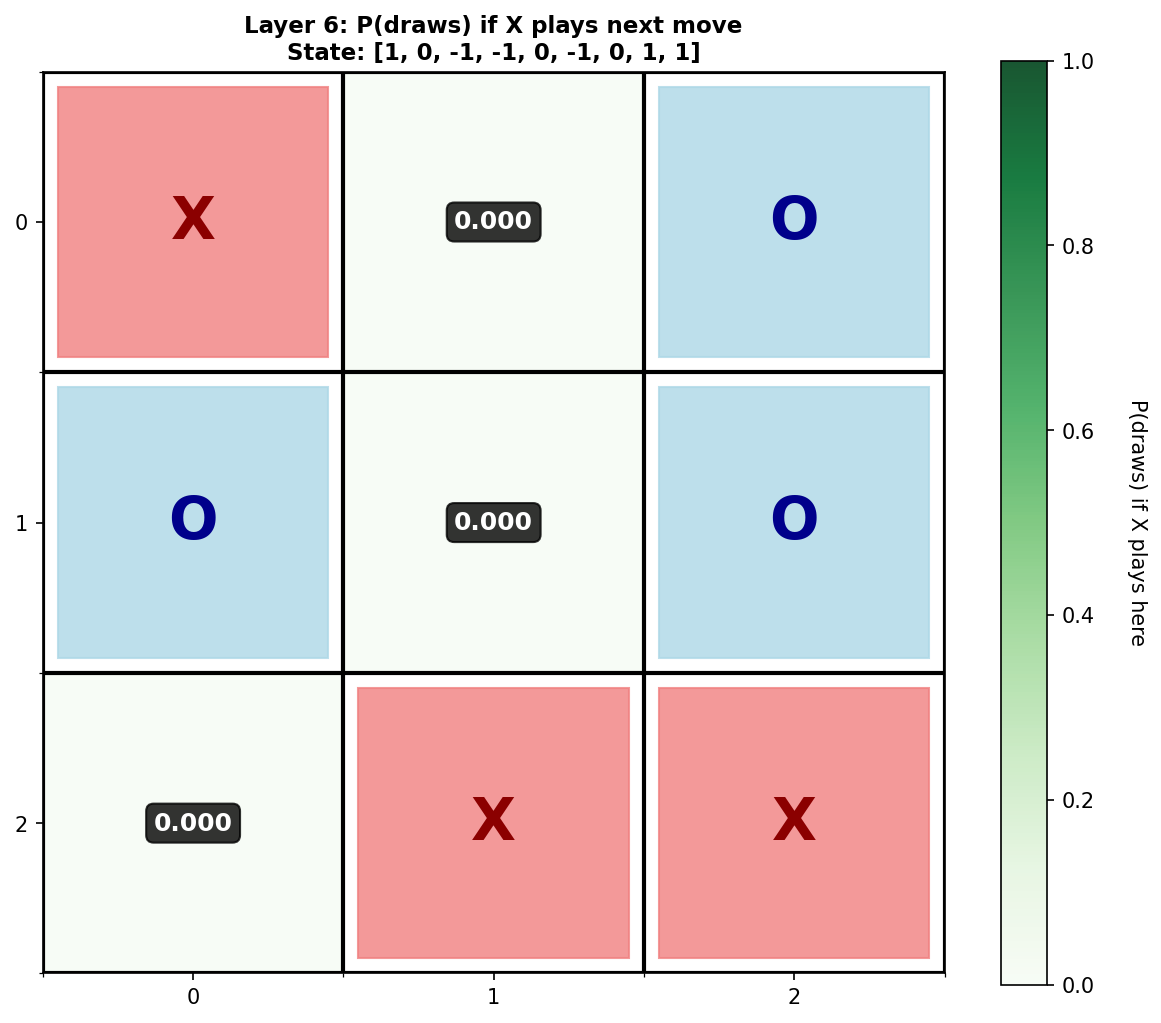 Layer 6: P(draws) if X plays next move
State: [1, 0, -1, -1, 0, -1, 0, 1, 1]
0
X
0.000
O
1
O
0.000
O
2
0.000
X
X
0
1
2
1.0
0.8
0.6
0.4
0.2
0.0
P(draws) if X plays here